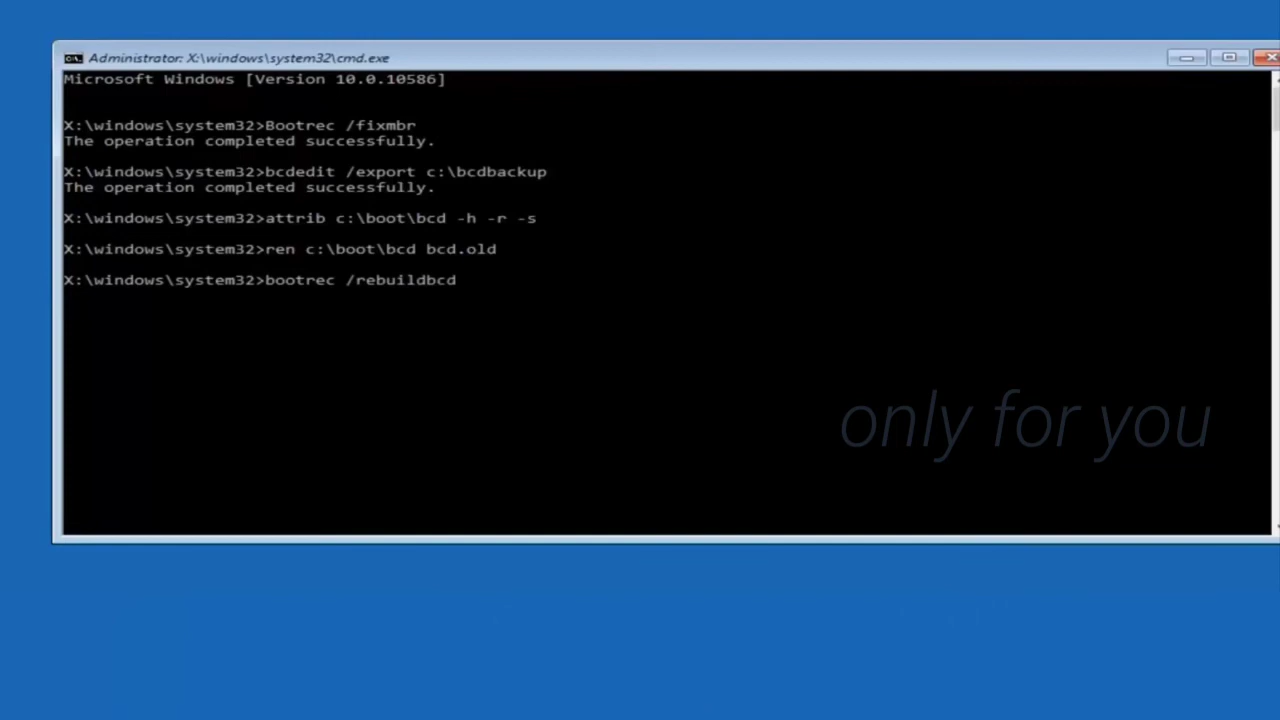 Administrator: X:\windows\system32\cmd.exe
Microsoft Windows [Version 10.0.10586]
X:\windows\system32>Bootrec /fixmbr
The operation completed successfully.
X:\windows\system32>bcdedit /export c:\bcdbackup
The operation completed successfully.
X:\windows\system32>attrib c:\boot\bcd -h -r -s
X:\windows\system32>ren c:\boot\bcd bcd.old
X:\windows\system32>bootrec /rebuildbcd
only for you